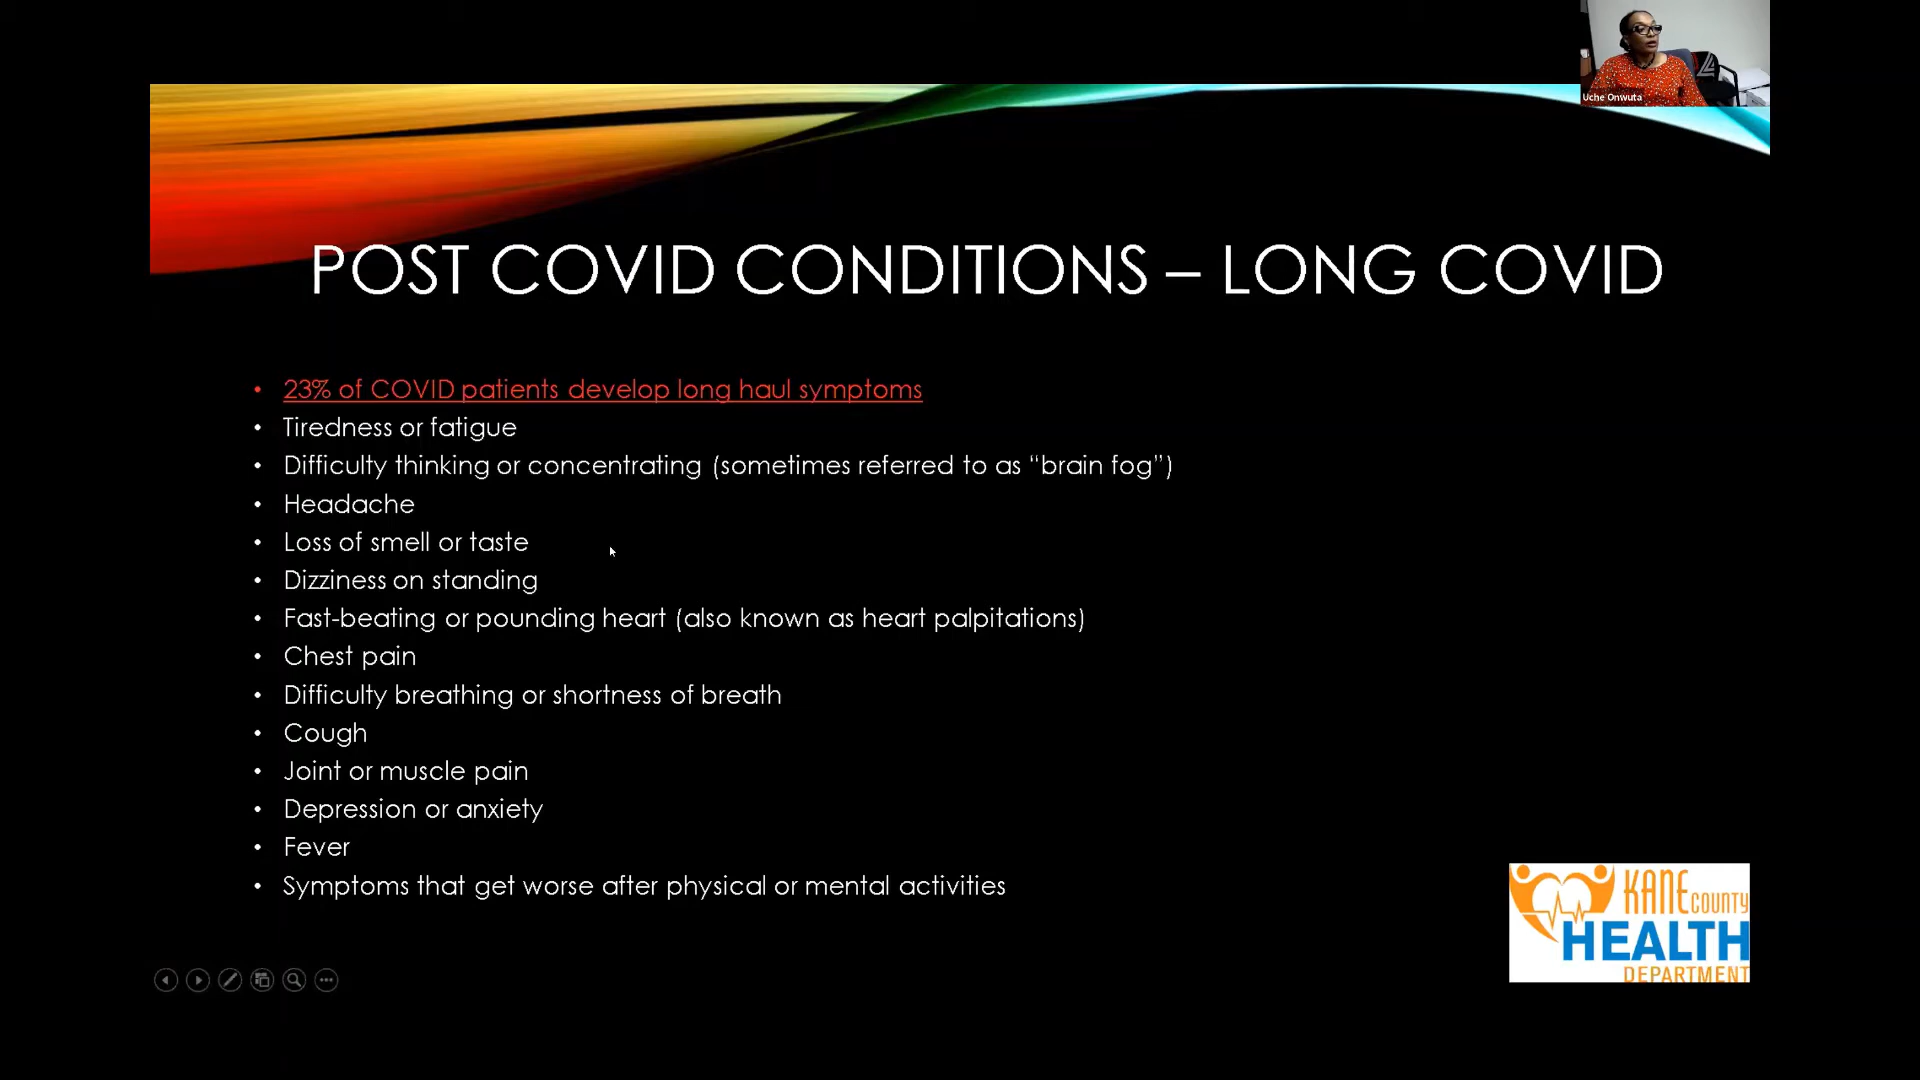 Uche Onwuta
POST COVID CONDITIONS – LONG COVID
• 23% of COVID patients develop long haul symptoms
• Tiredness or fatigue
• Difficulty thinking or concentrating (sometimes referred to as “brain fog”)
• Headache
• Loss of smell or taste
• Dizziness on standing
• Fast-beating or pounding heart (also known as heart palpitations)
• Chest pain
• Difficulty breathing or shortness of breath
• Cough
• Joint or muscle pain
• Depression or anxiety
• Fever
• Symptoms that get worse after physical or mental activities
KANE COUNTY
HEALTH
DEPARTMENT